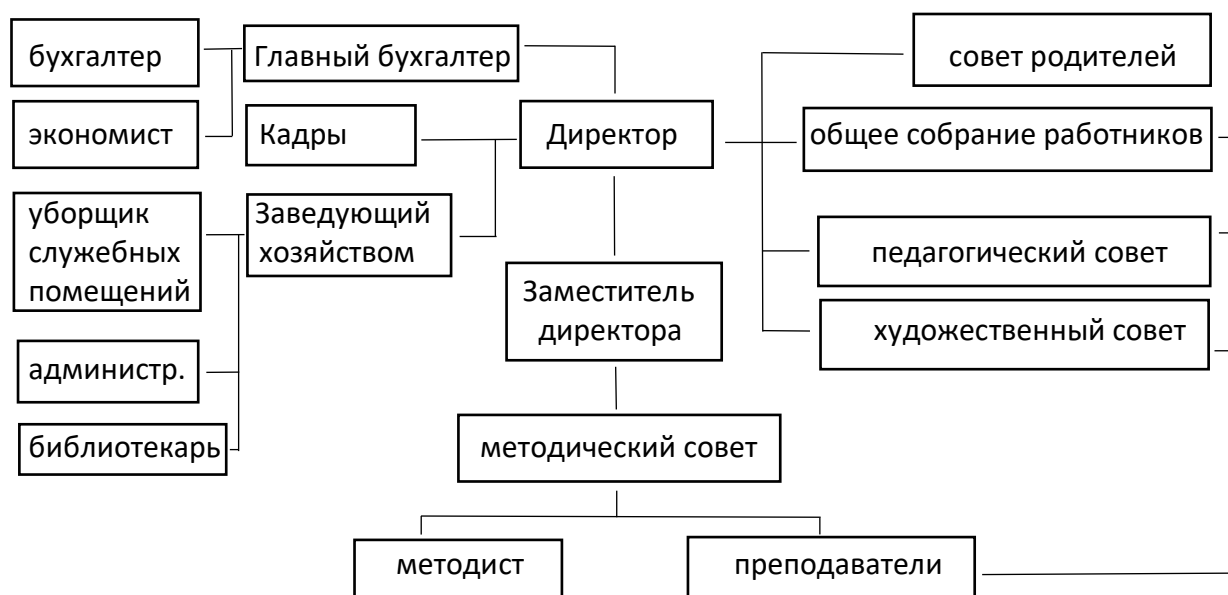 бухгалтер
Главный бухгалтер
совет родителей
экономист
Кадры
Директор
общее собрание работников
уборщик
служебных
помещений
Заведующий
хозяйством
педагогический совет
Заместитель
директора
художественный совет
администр.
библиотекарь
методический совет
методист
преподаватели